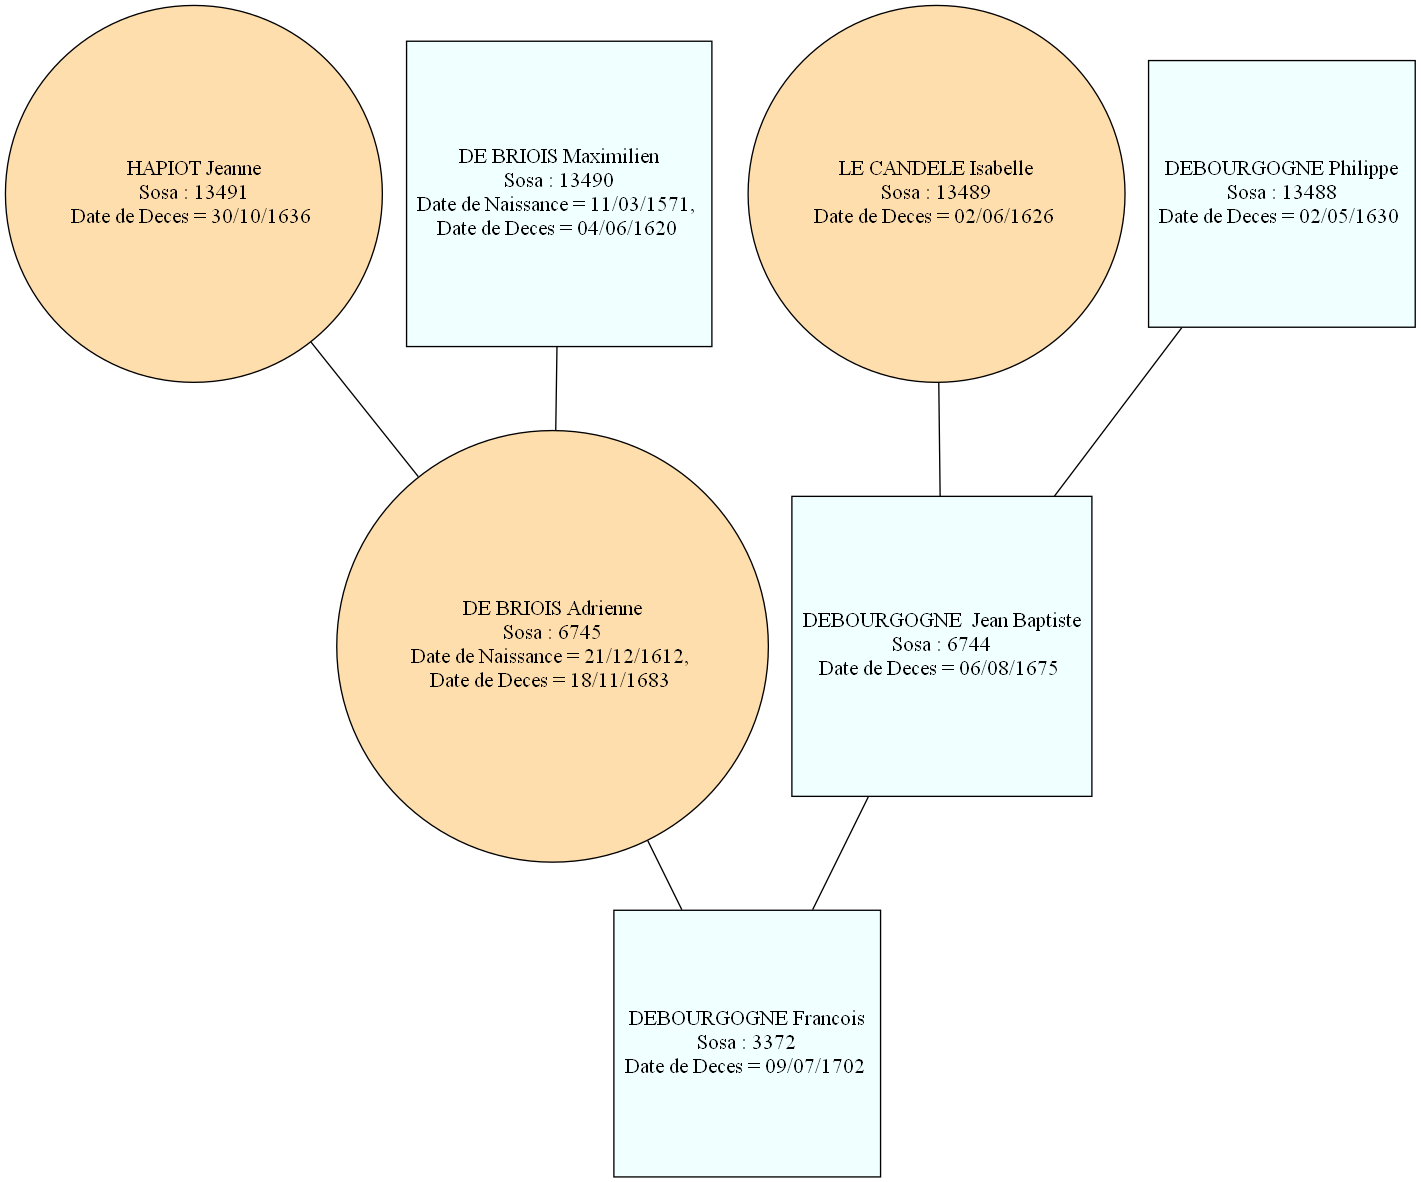 HAPIOT Jeanne
Sosa : 13491
Date de Deces = 30/10/1636
DE BRIOIS Maximilien
Sosa : 13490
Date de Naissance = 11/03/1571,
Date de Deces = 04/06/1620
LE CANDELE Isabelle
Sosa : 13489
Date de Deces = 02/06/1626
DEBOURGOGNE Philippe
Sosa : 13488
Date de Deces = 02/05/1630
DE BRIOIS Adrienne
Sosa : 6745
Date de Naissance = 21/12/1612,
Date de Deces = 18/11/1683
DEBOURGOGNE  Jean Baptiste
Sosa : 6744
Date de Deces = 06/08/1675
DEBOURGOGNE Francois
Sosa : 3372
Date de Deces = 09/07/1702